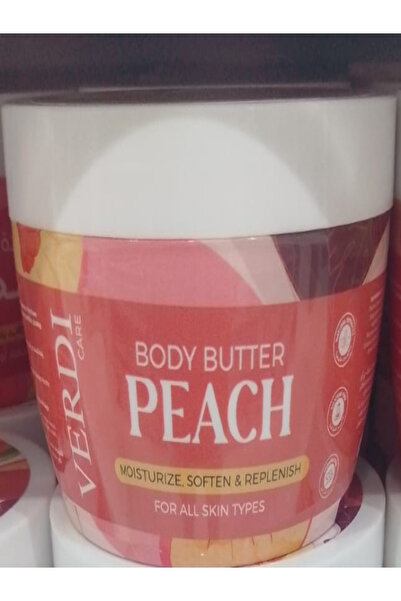 VERDI
CARE
BODY BUTTER
PEACH
MOISTURIZE, SOFTEN & REPLENISH
FOR ALL SKIN TYPES